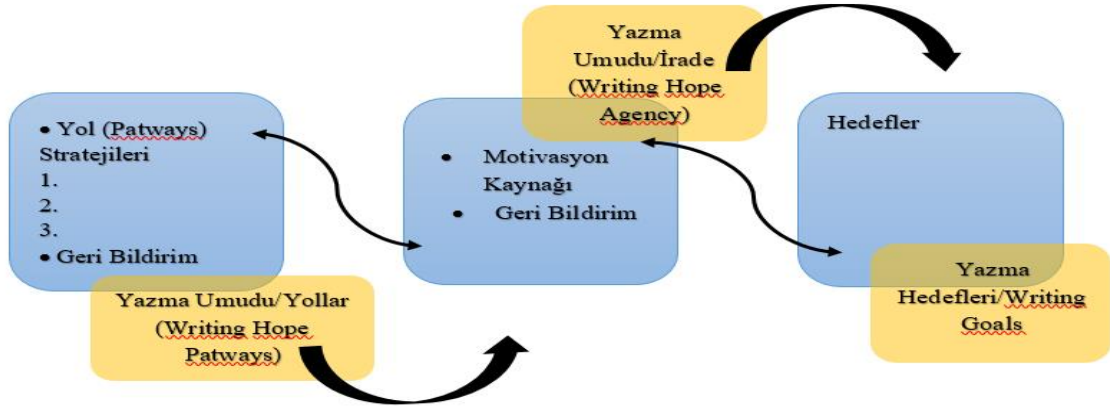 • Yol (Patways)
Stratejileri
1.
2.
3.
• Geri Bildirim
Yazma Umudu/Yollar
(Writing Hope
Patways)
Yazma
Umudu/İrade
(Writing Hope
Agency)
• Motivasyon
Kaynağı
• Geri Bildirim
Hedefler
Yazma
Hedefleri/Writing
Goals